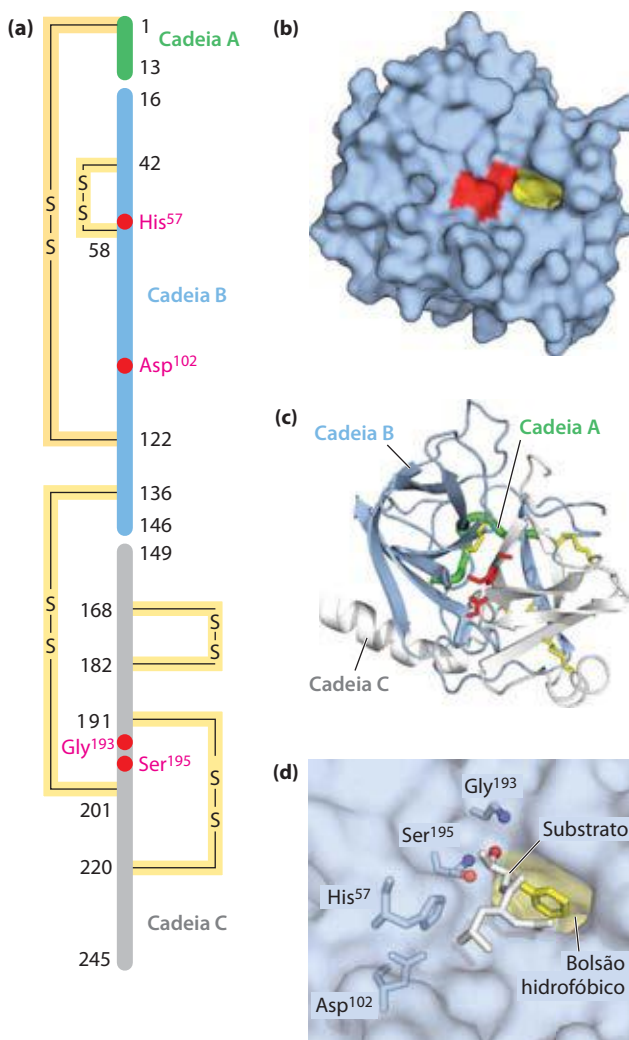 (a)
1
Cadeia A
13
16
42
S
S
His⁵⁷
58
S
S
Cadeia B
Asp¹⁰²
122
136
146
149
168
S
S
S
S
182
191
Gly¹⁹³
Ser¹⁹⁵
S
S
201
220
Cadeia C
245
(b)
(c)
Cadeia B
Cadeia A
Cadeia C
(d)
Gly¹⁹³
Ser¹⁹⁵
Substrato
His⁵⁷
Bolsão
hidrofóbico
Asp¹⁰²